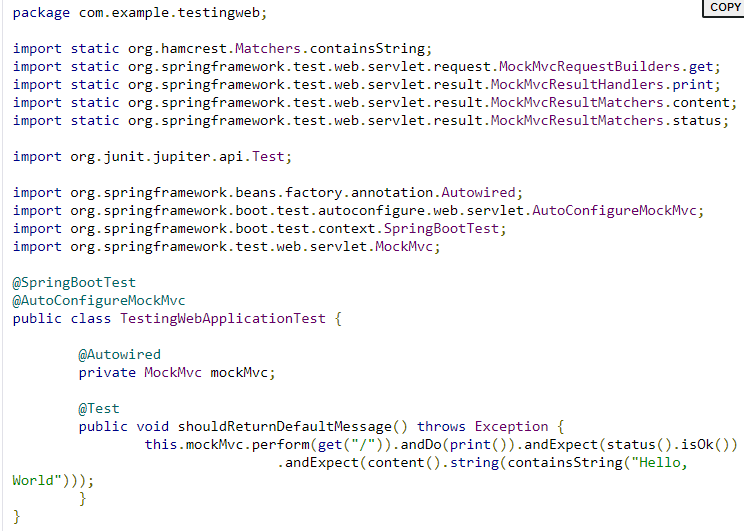 COPY
package com.example.testingweb;
import static org.hamcrest.Matchers.containsString;
import static org.springframework.test.web.servlet.request.MockMvcRequestBuilders.get;
import static org.springframework.test.web.servlet.result.MockMvcResultHandlers.print;
import static org.springframework.test.web.servlet.result.MockMvcResultMatchers.content;
import static org.springframework.test.web.servlet.result.MockMvcResultMatchers.status;
import org.junit.jupiter.api.Test;
import org.springframework.beans.factory.annotation.Autowired;
import org.springframework.boot.test.autoconfigure.web.servlet.AutoConfigureMockMvc;
import org.springframework.boot.test.context.SpringBootTest;
import org.springframework.test.web.servlet.MockMvc;
@SpringBootTest
@AutoConfigureMockMvc
public class TestingWebApplicationTest {
@Autowired
private MockMvc mockMvc;
@Test
public void shouldReturnDefaultMessage() throws Exception {
this.mockMvc.perform(get("/")).andDo(print()).andExpect(status().isOk())
.andExpect(content().string(containsString("Hello,
World")));
}
}